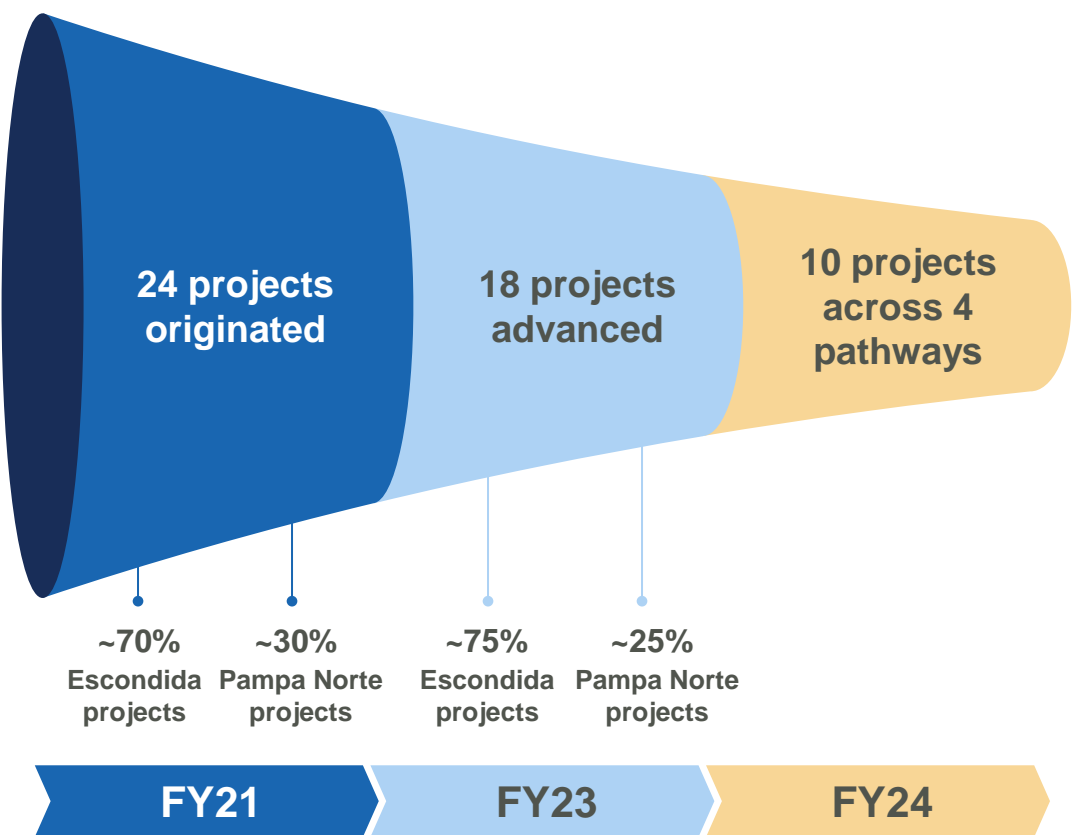 24 projects
originated
18 projects
advanced
10 projects
across 4
pathways
~70%
Escondida
projects
~30%
Pampa Norte
projects
~75%
Escondida
projects
~25%
Pampa Norte
projects
FY21
FY23
FY24